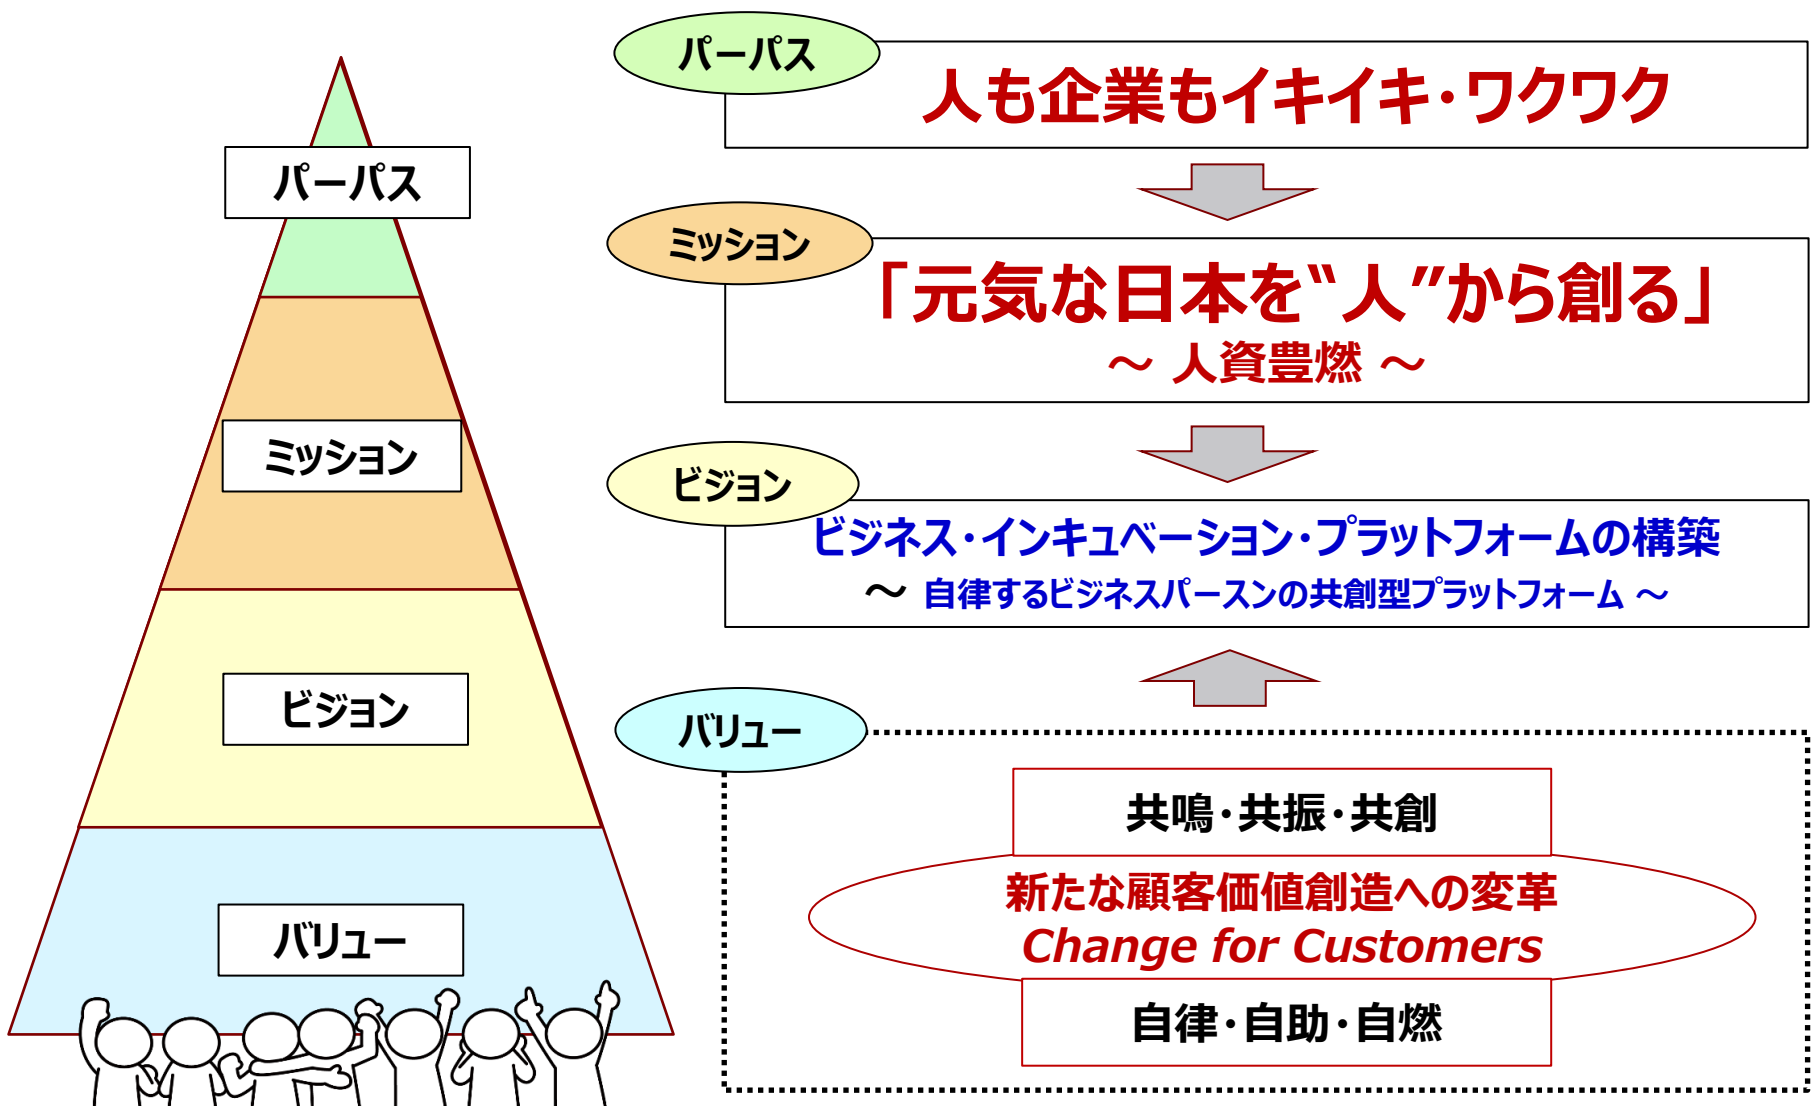 パーパス
ミッション
ビジョン
バリュー
パーパス
人も企業もイキイキ・ワクワク
ミッション
「元気な日本を“人”から創る」
～ 人資豊燃 ～
ビジョン
ビジネス・インキュベーション・プラットフォームの構築
～ 自律するビジネスパースンの共創型プラットフォーム ～
バリュー
共鳴・共振・共創
新たな顧客価値創造への変革
Change for Customers
自律・自助・自燃